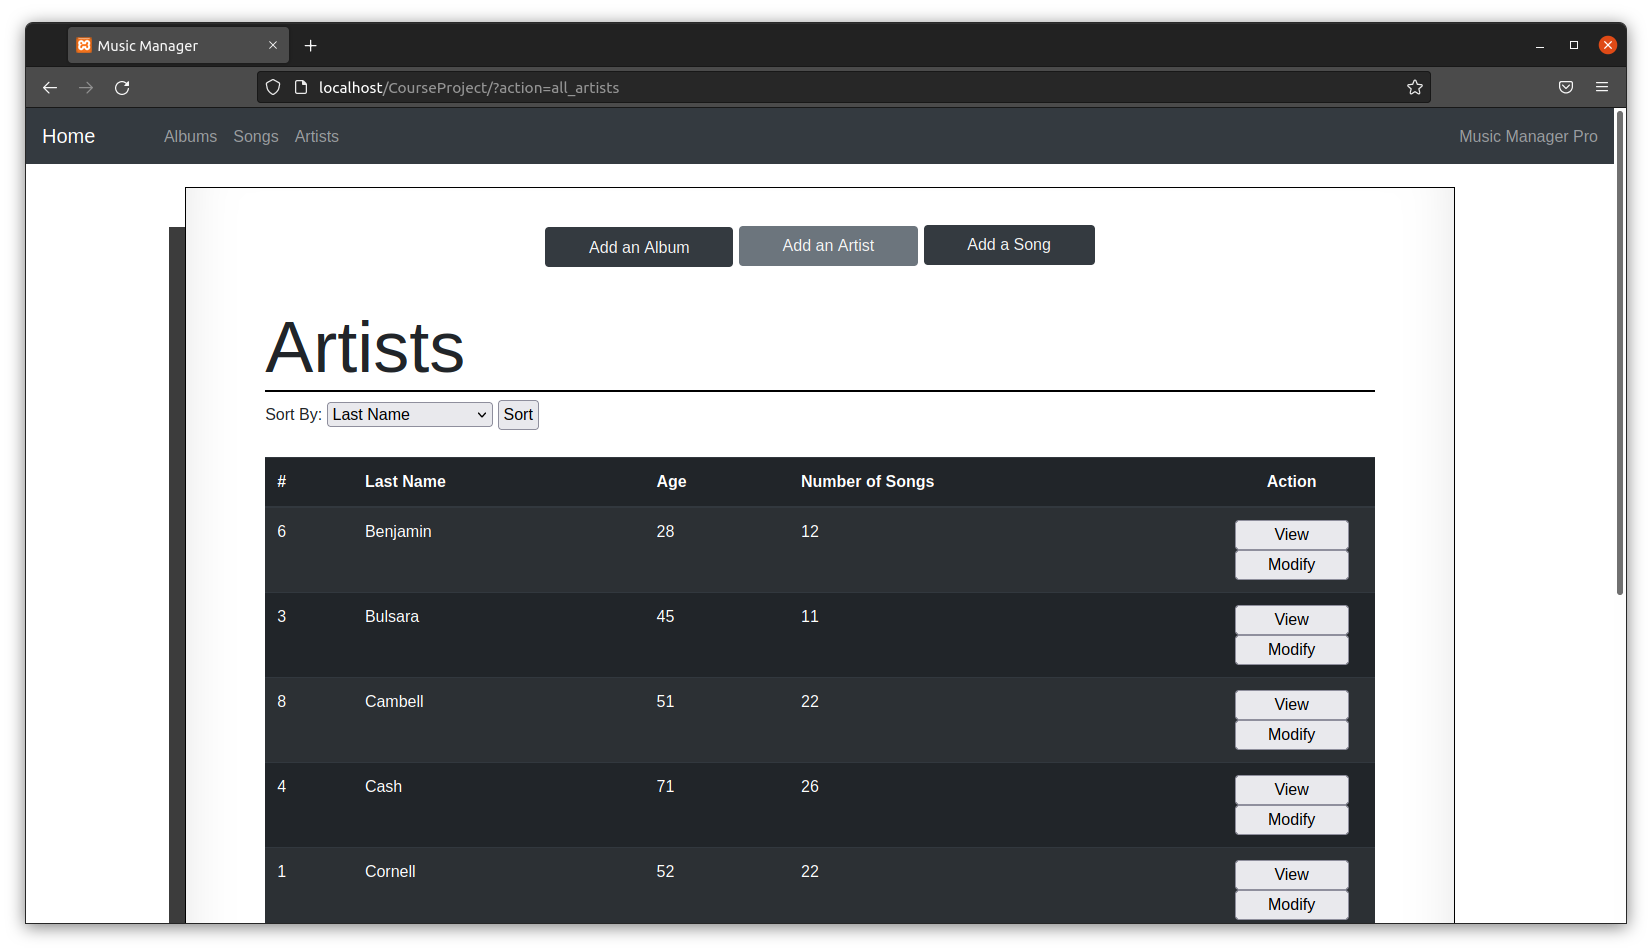 Music Manager
localhost/CourseProject/?action=all_artists
Home Albums Songs Artists Music Manager Pro
Add an Album Add an Artist Add a Song
Artists
Sort By: Last Name Sort
# Last Name Age Number of Songs Action
6 Benjamin 28 12 View
Modify
3 Bulsara 45 11 View
Modify
8 Cambell 51 22 View
Modify
4 Cash 71 26 View
Modify
1 Cornell 52 22 View
Modify